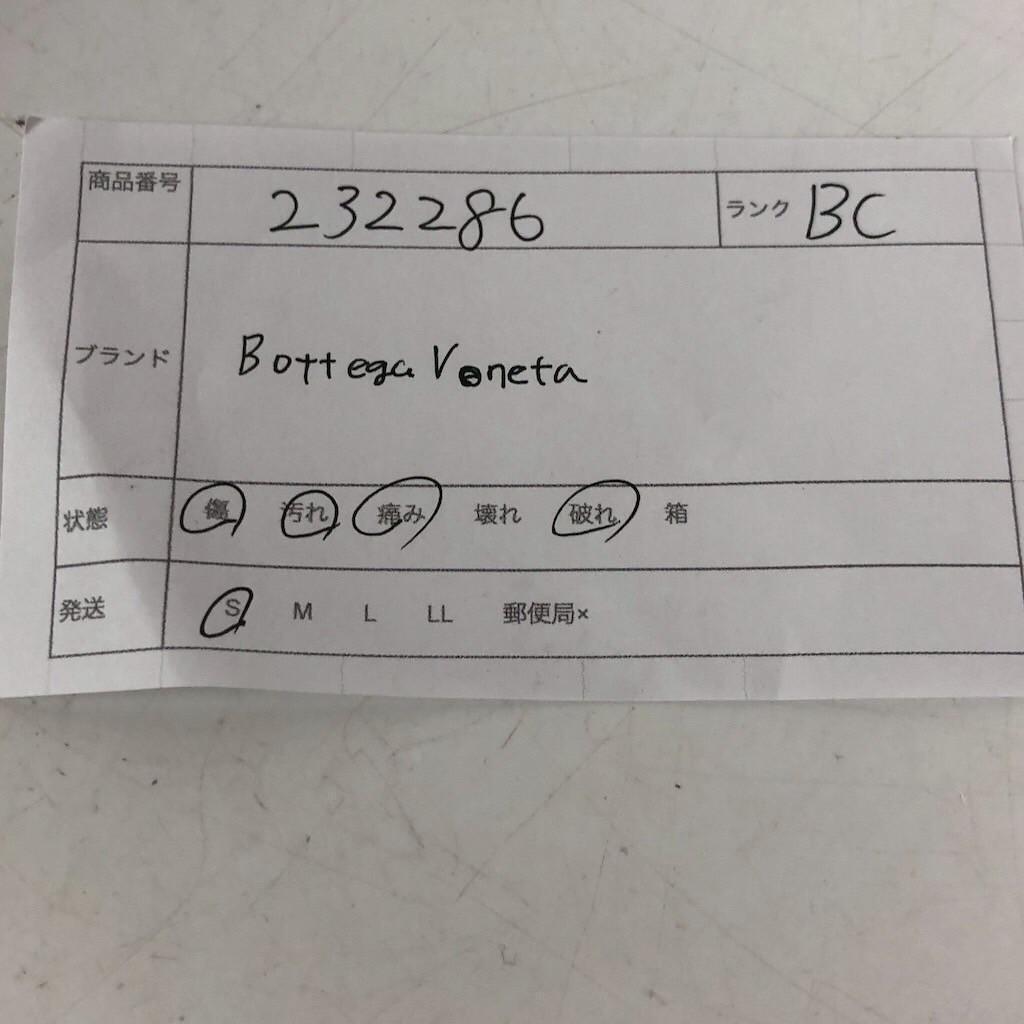 商品番号 232286 ランク BC
ブランド Bottega Veneta
状態 傷 汚れ 痛み 壊れ 破れ 箱
発送 S M L LL 郵便局×